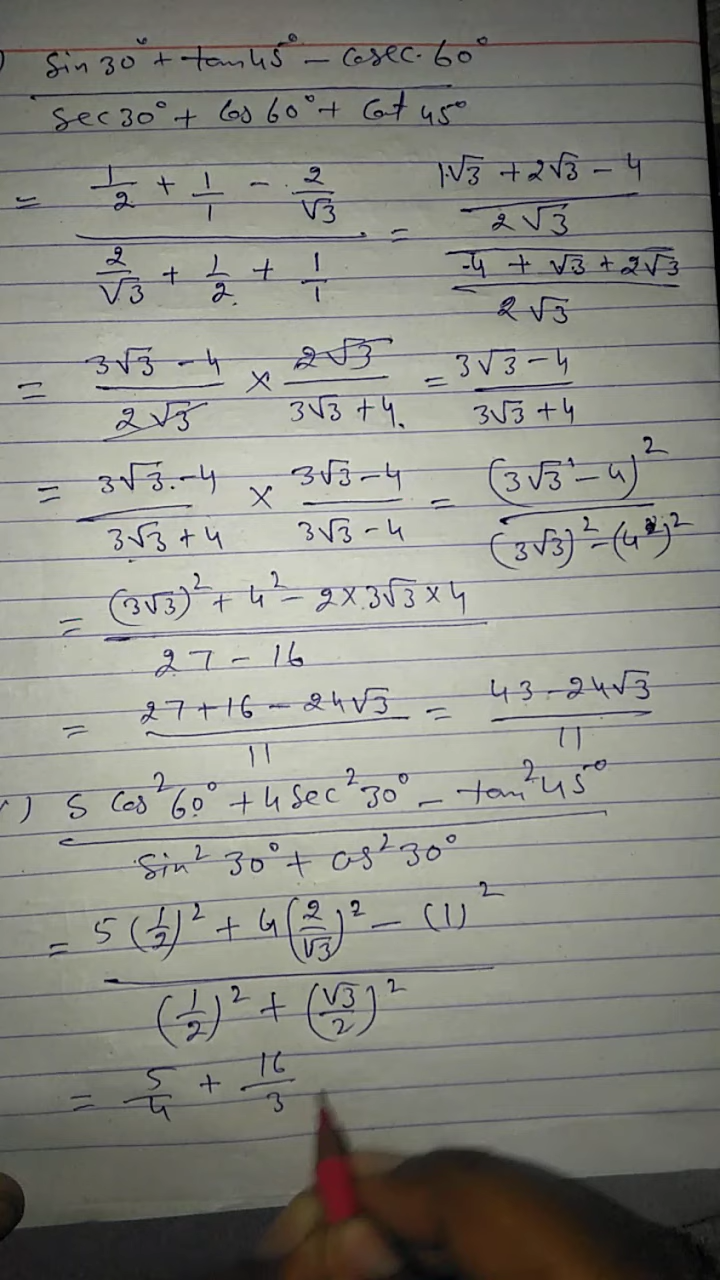 ) sin 30° + tan 45° − cosec. 60°
sec 30° + cos 60° + cot 45°
= 1/2 + 1/1 − 2/√3 / 2/√3 + 1/2 + 1/1 = 1√3 + 2√3 − 4 / 2√3 / 4 + √3 + 2√3 / 2√3
= 3√3 − 4 / 2√3 × 2√3 / 3√3 + 4 = 3√3 − 4 / 3√3 + 4
= 3√3 − 4 / 3√3 + 4 × 3√3 − 4 / 3√3 − 4 = (3√3 − 4)² / (3√3)² − (4)²
= (3√3)² + 4² − 2 × 3√3 × 4 / 27 − 16
= 27 + 16 − 24√3 / 11 = 43 − 24√3 / 11
) 5 cos² 60° + 4 sec² 30° − tan² 45°
sin² 30° + cos² 30°
= 5 (1/2)² + 4 (2/√3)² − (1)² / (1/2)² + (√3/2)²
= 5/4 + 16/3